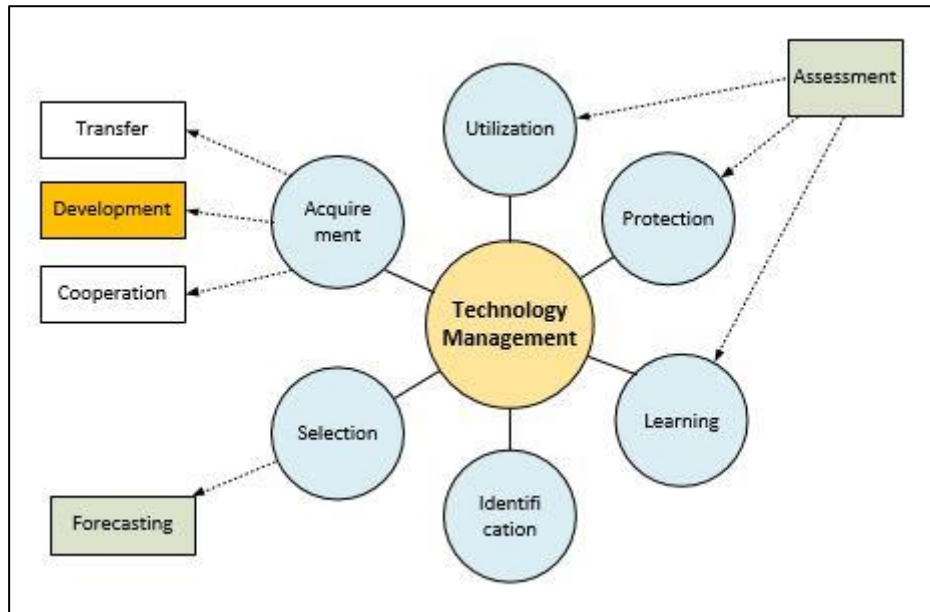 Assessment
Utilization
Transfer
Development
Cooperation
Acquire
ment
Protection
Technology
Management
Selection
Learning
Identifi
cation
Forecasting